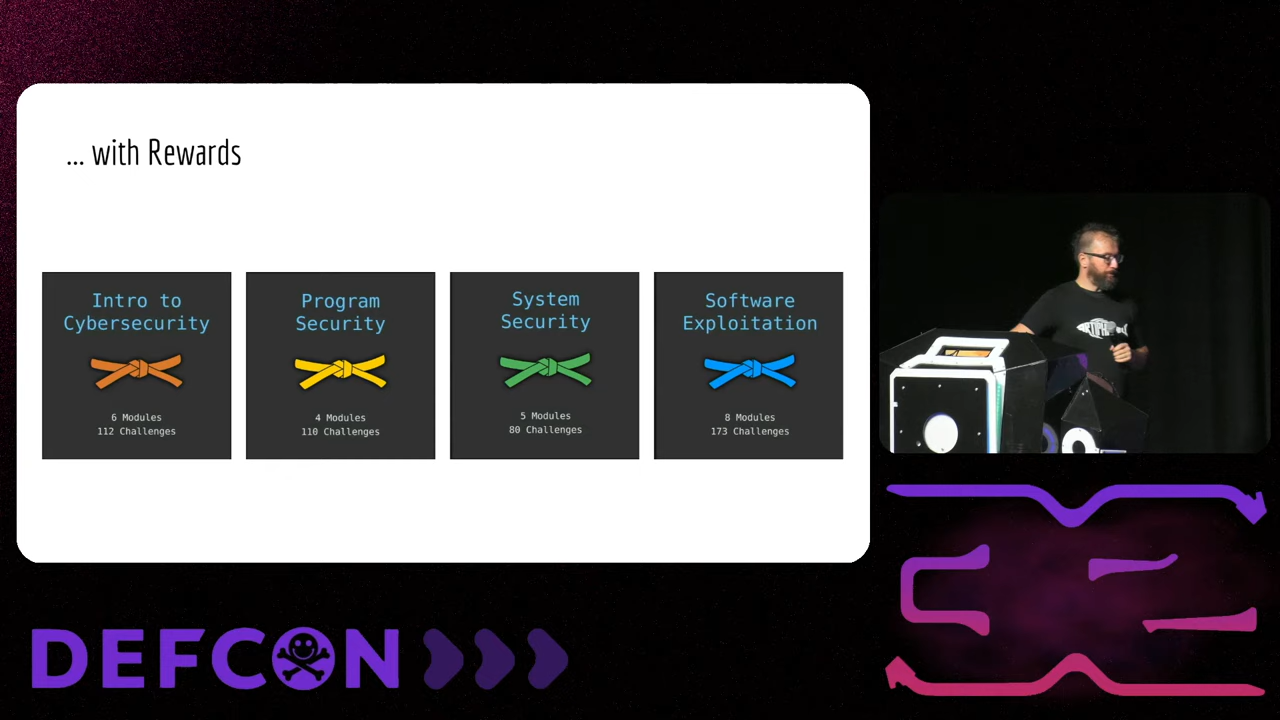 ... with Rewards
Intro to
Cybersecurity
6 Modules
112 Challenges
Program
Security
4 Modules
110 Challenges
System
Security
5 Modules
80 Challenges
Software
Exploitation
8 Modules
173 Challenges
DEFCON